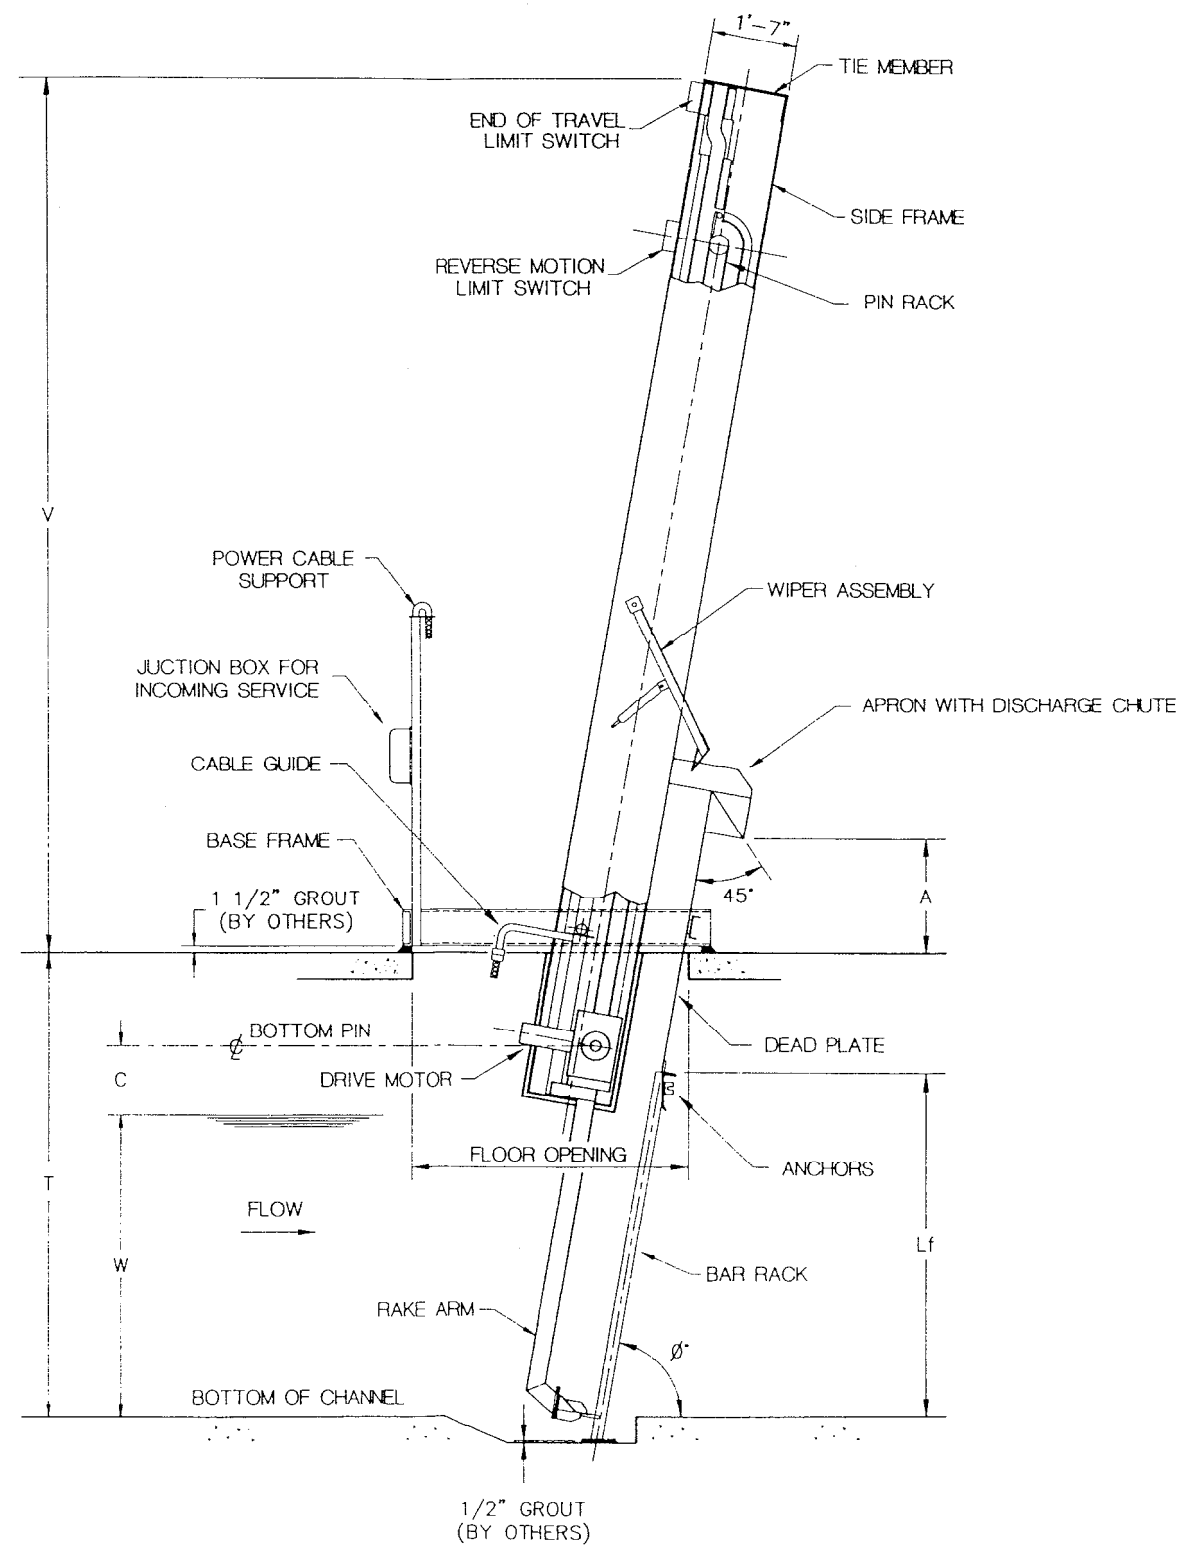 1'-7"
TIE MEMBER
END OF TRAVEL
LIMIT SWITCH
SIDE FRAME
REVERSE MOTION
LIMIT SWITCH
PIN RACK
V
POWER CABLE
SUPPORT
WIPER ASSEMBLY
JUCTION BOX FOR
INCOMING SERVICE
APRON WITH DISCHARGE CHUTE
CABLE GUIDE
BASE FRAME
1 1/2" GROUT
(BY OTHERS)
45°
A
BOTTOM PIN
DEAD PLATE
DRIVE MOTOR
C
FLOOR OPENING
ANCHORS
T
FLOW
W
Lf
BAR RACK
RAKE ARM
Ø°
BOTTOM OF CHANNEL
1/2" GROUT
(BY OTHERS)